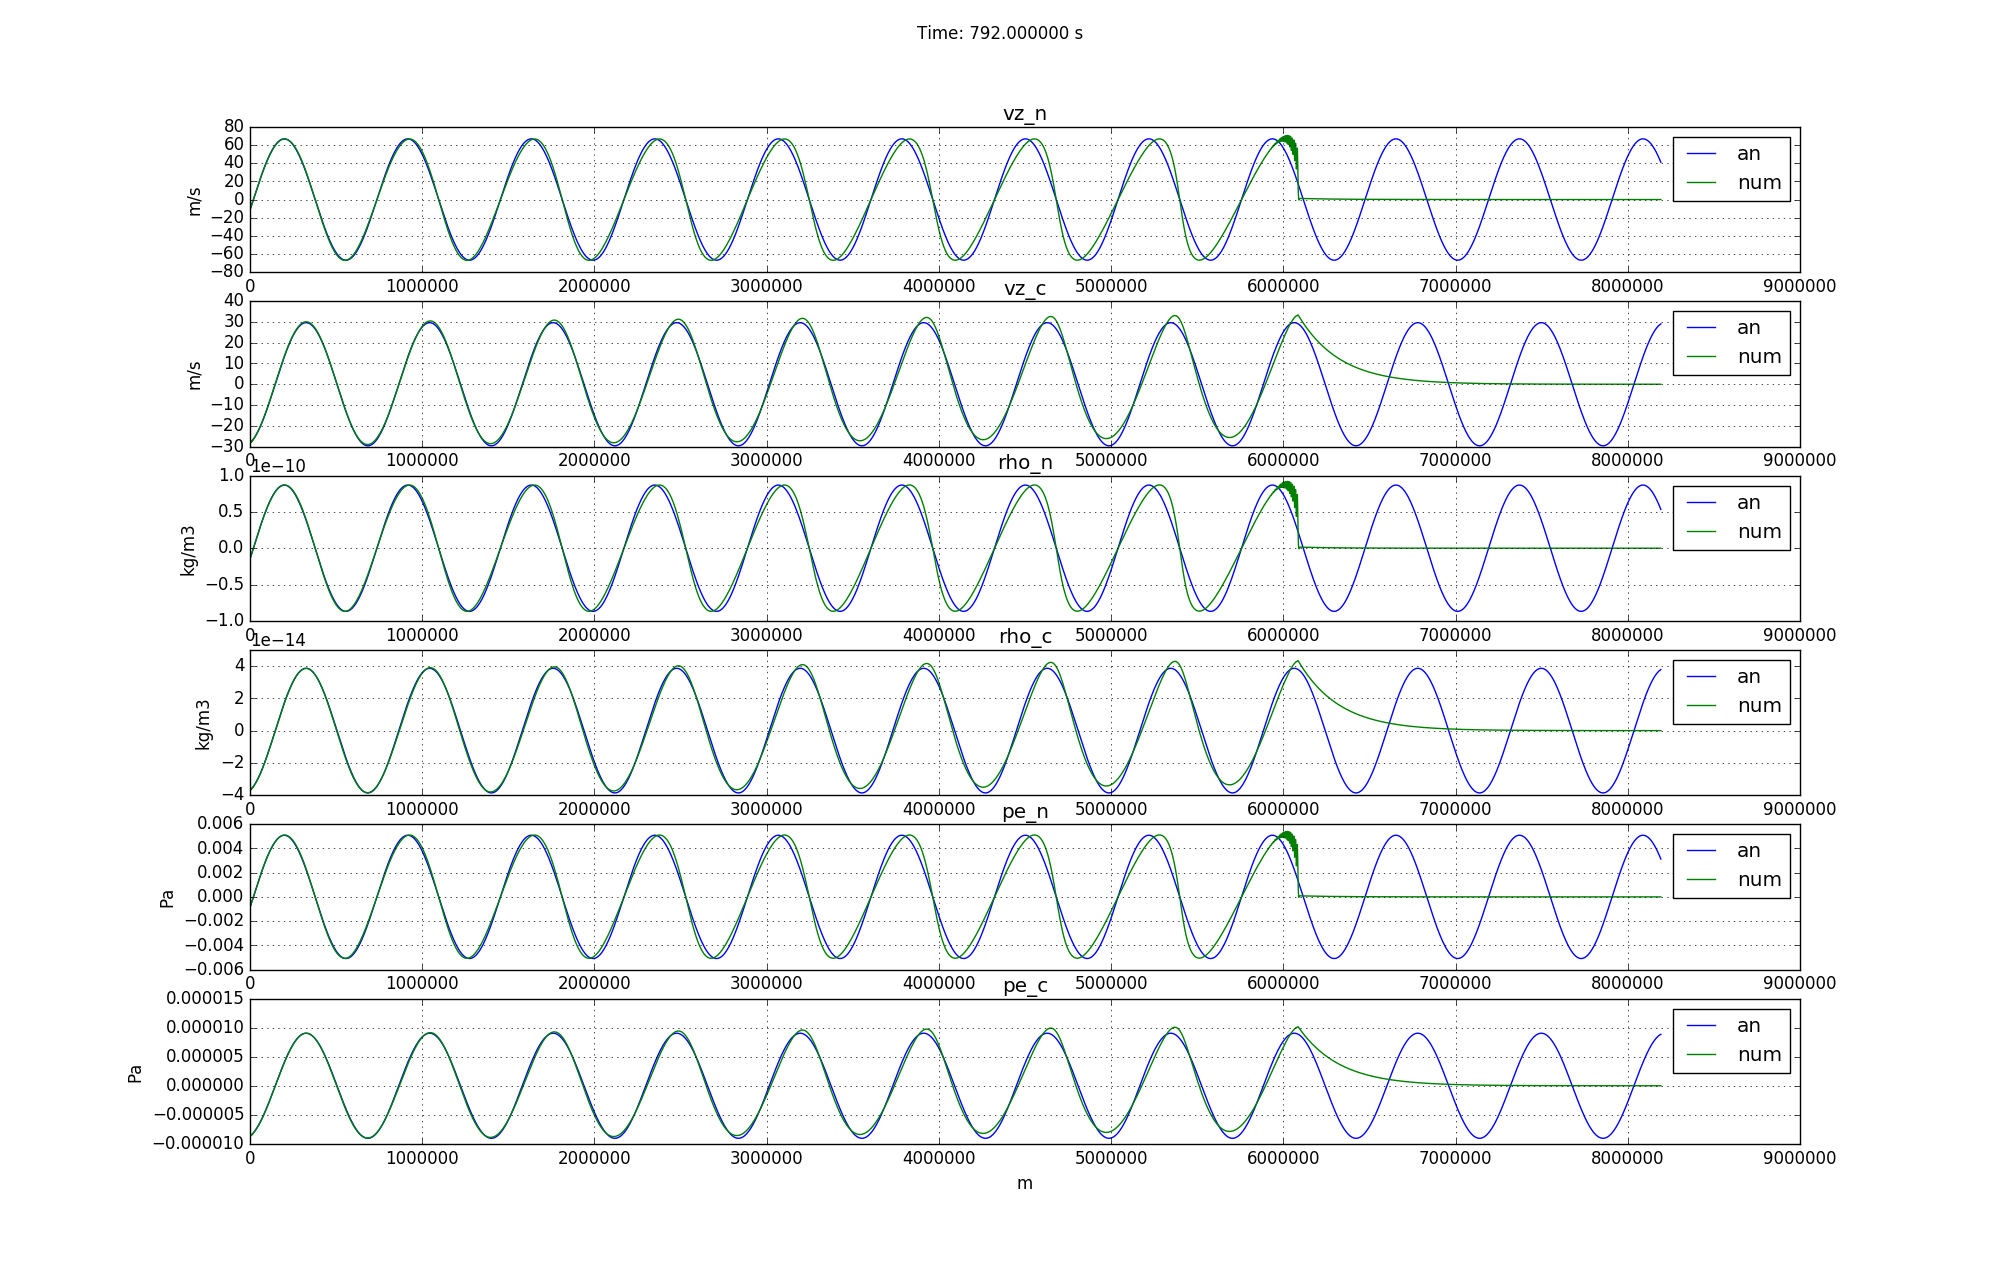 Time: 792.000000 s
vz_n
80
60
40
20
0
−20
−40
−60
−80
m/s
an
num
0 1000000 2000000 3000000 4000000 5000000 6000000 7000000 8000000 9000000
vz_c
40
30
20
10
0
−10
−20
−30
m/s
an
num
0 1000000 2000000 3000000 4000000 5000000 6000000 7000000 8000000 9000000
1e−10
rho_n
1.0
0.5
0.0
−0.5
−1.0
kg/m3
an
num
0 1000000 2000000 3000000 4000000 5000000 6000000 7000000 8000000 9000000
1e−14
rho_c
4
2
0
−2
−4
kg/m3
an
num
0 1000000 2000000 3000000 4000000 5000000 6000000 7000000 8000000 9000000
pe_n
0.006
0.004
0.002
0.000
−0.002
−0.004
−0.006
Pa
an
num
0 1000000 2000000 3000000 4000000 5000000 6000000 7000000 8000000 9000000
pe_c
0.000015
0.000010
0.000005
0.000000
−0.000005
−0.000010
Pa
an
num
0 1000000 2000000 3000000 4000000 5000000 6000000 7000000 8000000 9000000
m